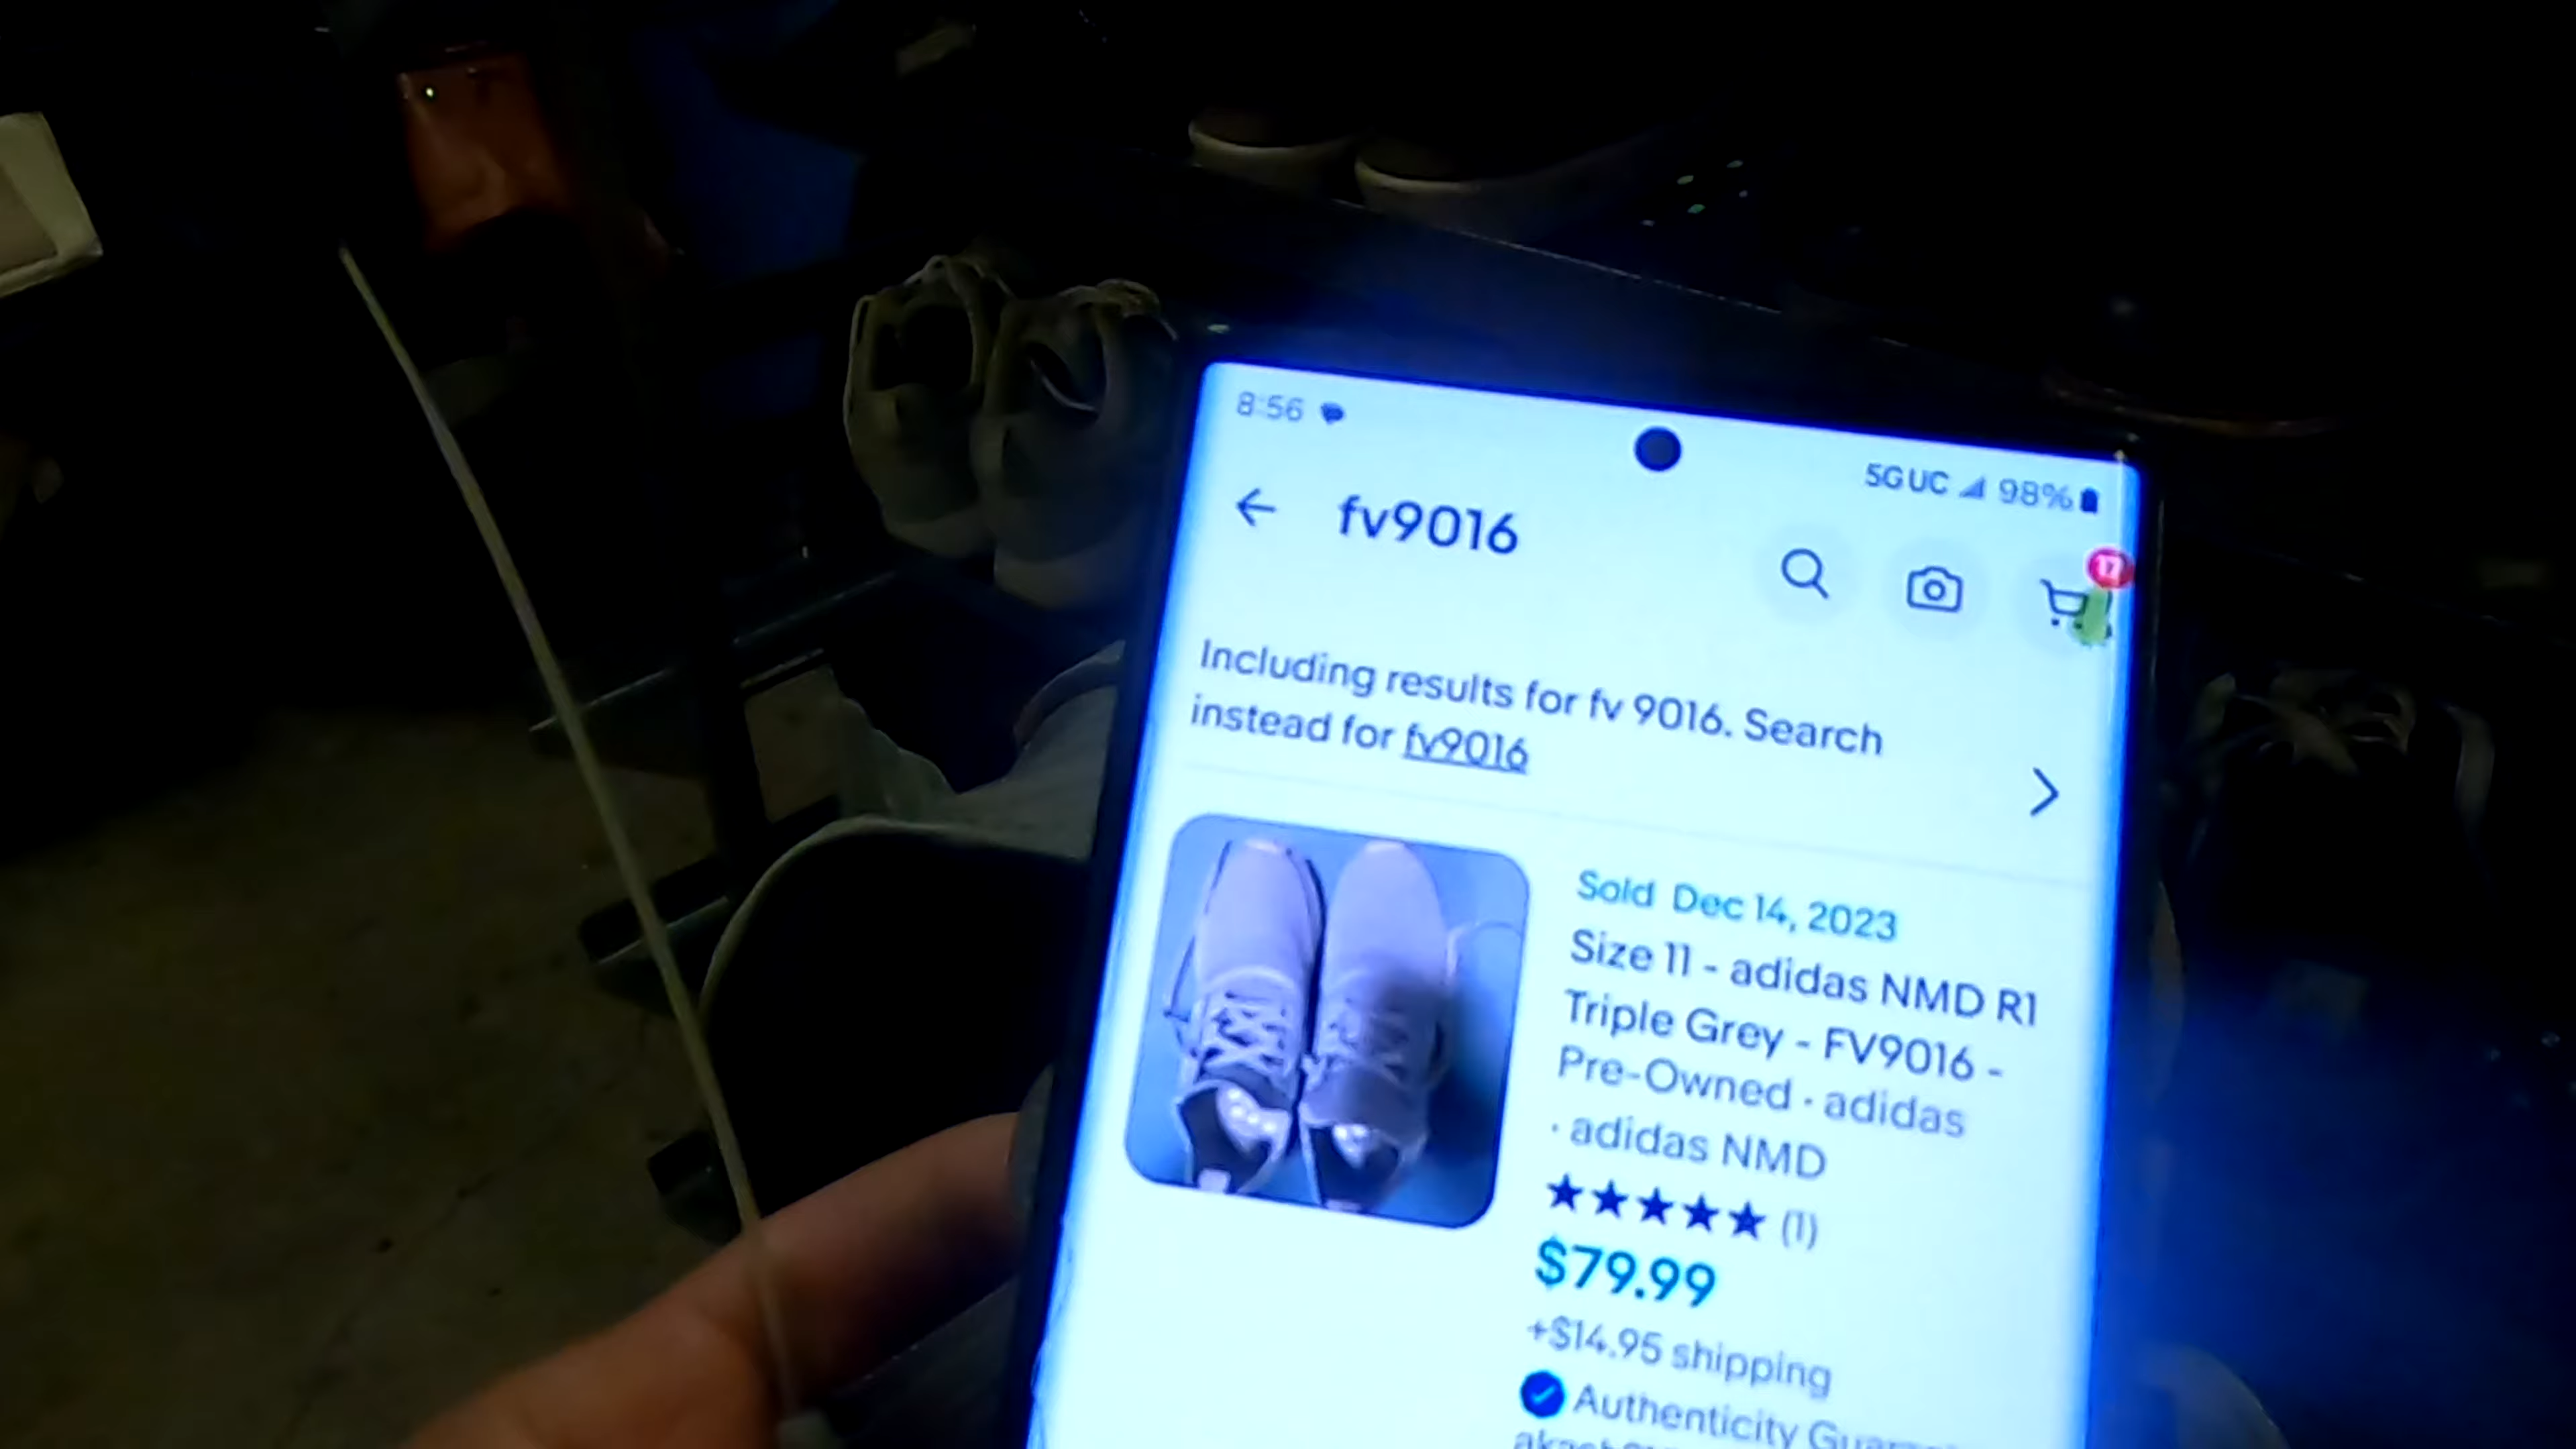 8:56
5G UC 98%
fv9016
17
Including results for fv 9016. Search
instead for fv9016
Sold Dec 14, 2023
Size 11 - adidas NMD R1
Triple Grey - FV9016 -
Pre-Owned · adidas
· adidas NMD
(1)
$79.99
+$14.95 shipping
Authenticity